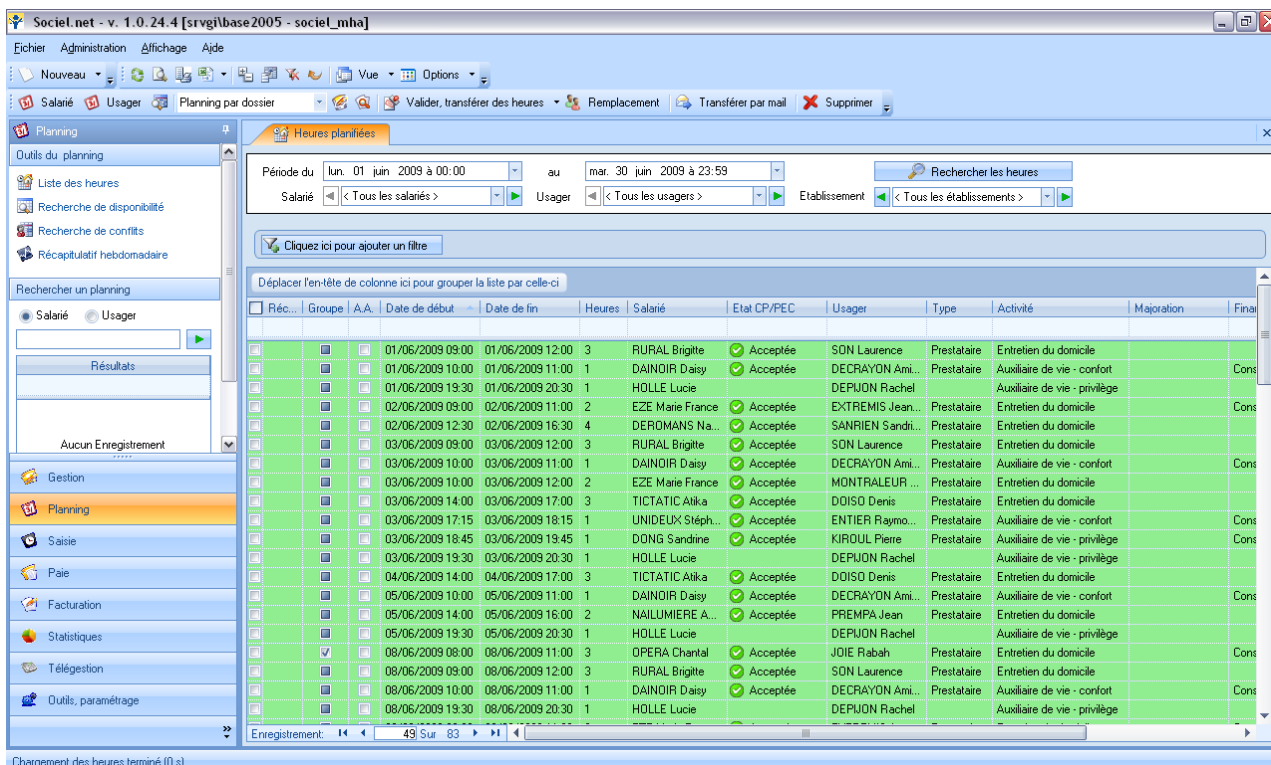 Sociel.net - v. 1.0.24.4 [srvgi\base2005 - sociel_mha]
Fichier Administration Affichage Aide
Nouveau Vue Options
Salarié Usager Planning par dossier Valider, transférer des heures Remplacement Transférer par mail Supprimer
Planning
Outils du planning
Liste des heures
Recherche de disponibilité
Recherche de conflits
Récapitulatif hebdomadaire
Rechercher un planning
Salarié Usager
Résultats
Aucun Enregistrement
Gestion
Planning
Saisie
Paie
Facturation
Statistiques
Télégestion
Outils, paramétrage
Heures planifiées
Période du lun. 01 juin 2009 à 00:00 au mar. 30 juin 2009 à 23:59 Rechercher les heures
Salarié < Tous les salariés > Usager < Tous les usagers > Etablissement < Tous les établissements >
Cliquez ici pour ajouter un filtre
Déplacer l'en-tête de colonne ici pour grouper la liste par celle-ci
Réc... Groupe A.A. Date de début Date de fin Heures Salarié Etat CP/PEC Usager Type Activité Majoration Finan
01/06/2009 09:00 01/06/2009 12:00 3 RURAL Brigitte Acceptée SON Laurence Prestataire Entretien du domicile
01/06/2009 10:00 01/06/2009 11:00 1 DAINOIR Daisy Acceptée DECRAYON Ami... Prestataire Auxiliaire de vie - confort Cons
01/06/2009 19:30 01/06/2009 20:30 1 HOLLE Lucie DEPIJON Rachel Auxiliaire de vie - privilège
02/06/2009 09:00 02/06/2009 11:00 2 EZE Marie France Acceptée EXTREMIS Jean... Prestataire Entretien du domicile Cons
02/06/2009 12:30 02/06/2009 16:30 4 DEROMANS Na... Acceptée SANRIEN Sandri... Prestataire Entretien du domicile
03/06/2009 09:00 03/06/2009 12:00 3 RURAL Brigitte Acceptée SON Laurence Prestataire Entretien du domicile
03/06/2009 10:00 03/06/2009 11:00 1 DAINOIR Daisy Acceptée DECRAYON Ami... Prestataire Auxiliaire de vie - confort Cons
03/06/2009 10:00 03/06/2009 12:00 2 EZE Marie France Acceptée MONTRALEUR ... Prestataire Entretien du domicile
03/06/2009 14:00 03/06/2009 17:00 3 TICTATIC Atika Acceptée DOISO Denis Prestataire Entretien du domicile
03/06/2009 17:15 03/06/2009 18:15 1 UNIDEUX Stéph... Acceptée ENTIER Raymo... Prestataire Auxiliaire de vie - confort Cons
03/06/2009 18:45 03/06/2009 19:45 1 DONG Sandrine Acceptée KIROUL Pierre Prestataire Auxiliaire de vie - privilège Cons
03/06/2009 19:30 03/06/2009 20:30 1 HOLLE Lucie DEPIJON Rachel Auxiliaire de vie - privilège
04/06/2009 14:00 04/06/2009 17:00 3 TICTATIC Atika Acceptée DOISO Denis Prestataire Entretien du domicile
05/06/2009 10:00 05/06/2009 11:00 1 DAINOIR Daisy Acceptée DECRAYON Ami... Prestataire Auxiliaire de vie - confort Cons
05/06/2009 14:00 05/06/2009 16:00 2 NAILUMIERE A... Acceptée PREMPA Jean Prestataire Entretien du domicile
05/06/2009 19:30 05/06/2009 20:30 1 HOLLE Lucie DEPIJON Rachel Auxiliaire de vie - privilège
08/06/2009 08:00 08/06/2009 11:00 3 OPERA Chantal Acceptée JOIE Rabah Prestataire Entretien du domicile Cons
08/06/2009 09:00 08/06/2009 12:00 3 RURAL Brigitte Acceptée SON Laurence Prestataire Entretien du domicile
08/06/2009 10:00 08/06/2009 11:00 1 DAINOIR Daisy Acceptée DECRAYON Ami... Prestataire Auxiliaire de vie - confort Cons
08/06/2009 19:30 08/06/2009 20:30 1 HOLLE Lucie DEPIJON Rachel Auxiliaire de vie - privilège
Enregistrement: 49 Sur 83
Chargement des heures terminé (0 s)